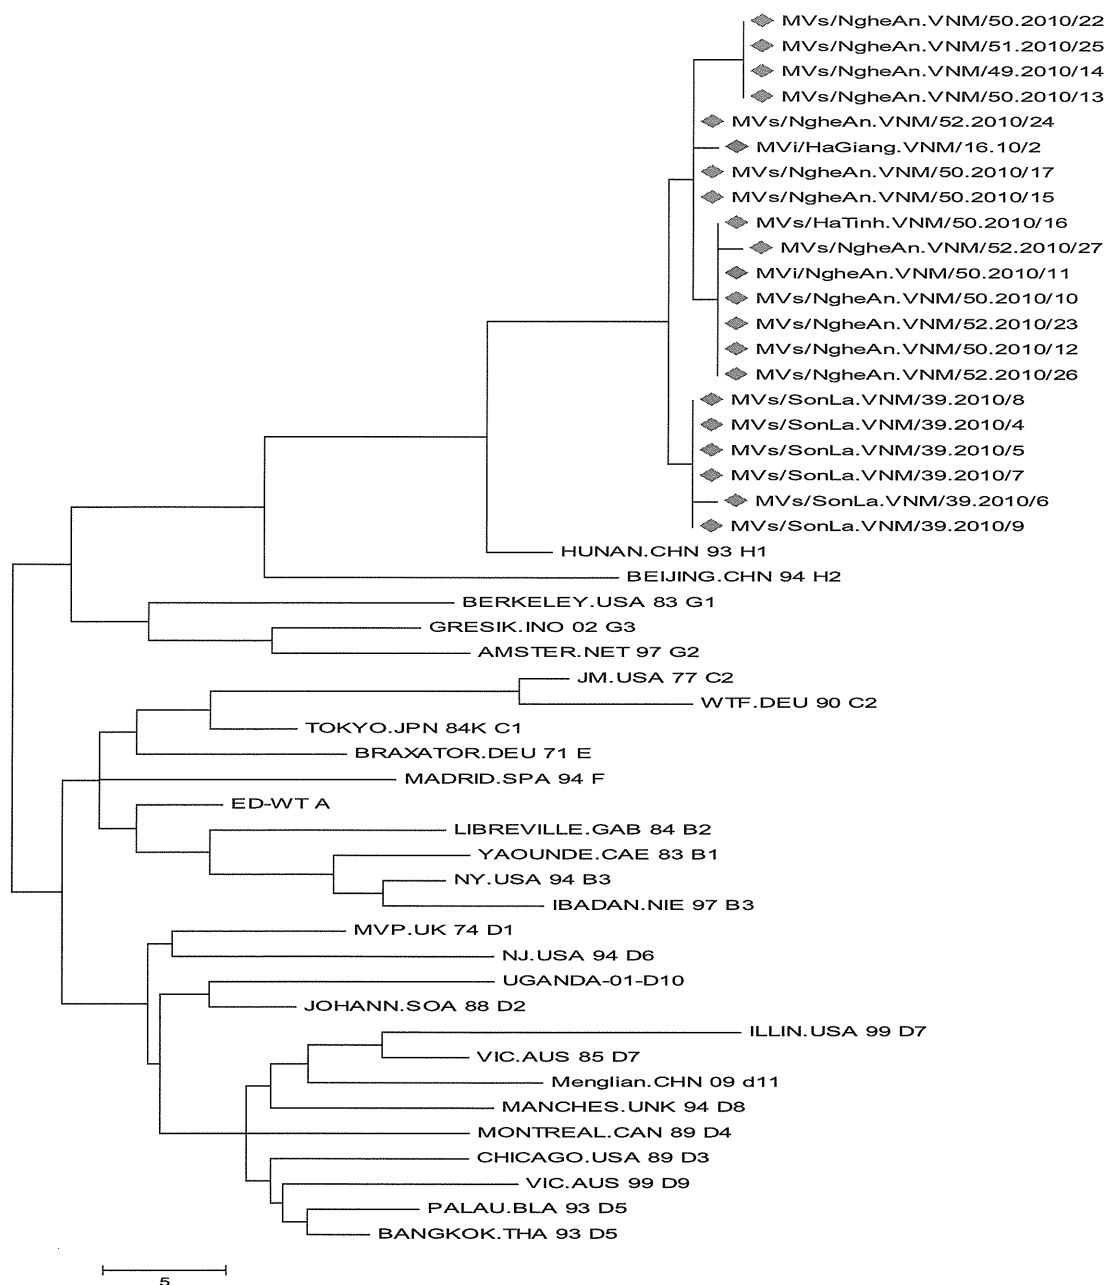 MVs/NgheAn.VNM/50.2010/22
MVs/NgheAn.VNM/51.2010/25
MVs/NgheAn.VNM/49.2010/14
MVs/NgheAn.VNM/50.2010/13
MVs/NgheAn.VNM/52.2010/24
MVi/HaGiang.VNM/16.10/2
MVs/NgheAn.VNM/50.2010/17
MVs/NgheAn.VNM/50.2010/15
MVs/HaTinh.VNM/50.2010/16
MVs/NgheAn.VNM/52.2010/27
MVi/NgheAn.VNM/50.2010/11
MVs/NgheAn.VNM/50.2010/10
MVs/NgheAn.VNM/52.2010/23
MVs/NgheAn.VNM/50.2010/12
MVs/NgheAn.VNM/52.2010/26
MVs/SonLa.VNM/39.2010/8
MVs/SonLa.VNM/39.2010/4
MVs/SonLa.VNM/39.2010/5
MVs/SonLa.VNM/39.2010/7
MVs/SonLa.VNM/39.2010/6
MVs/SonLa.VNM/39.2010/9
HUNAN.CHN 93 H1
BEIJING.CHN 94 H2
BERKELEY.USA 83 G1
GRESIK.INO 02 G3
AMSTER.NET 97 G2
JM.USA 77 C2
WTF.DEU 90 C2
TOKYO.JPN 84K C1
BRAXATOR.DEU 71 E
MADRID.SPA 94 F
ED-WT A
LIBREVILLE.GAB 84 B2
YAOUNDE.CAE 83 B1
NY.USA 94 B3
IBADAN.NIE 97 B3
MVP.UK 74 D1
NJ.USA 94 D6
UGANDA-01-D10
JOHANN.SOA 88 D2
ILLIN.USA 99 D7
VIC.AUS 85 D7
Menglian.CHN 09 d11
MANCHES.UNK 94 D8
MONTREAL.CAN 89 D4
CHICAGO.USA 89 D3
VIC.AUS 99 D9
PALAU.BLA 93 D5
BANGKOK.THA 93 D5
5